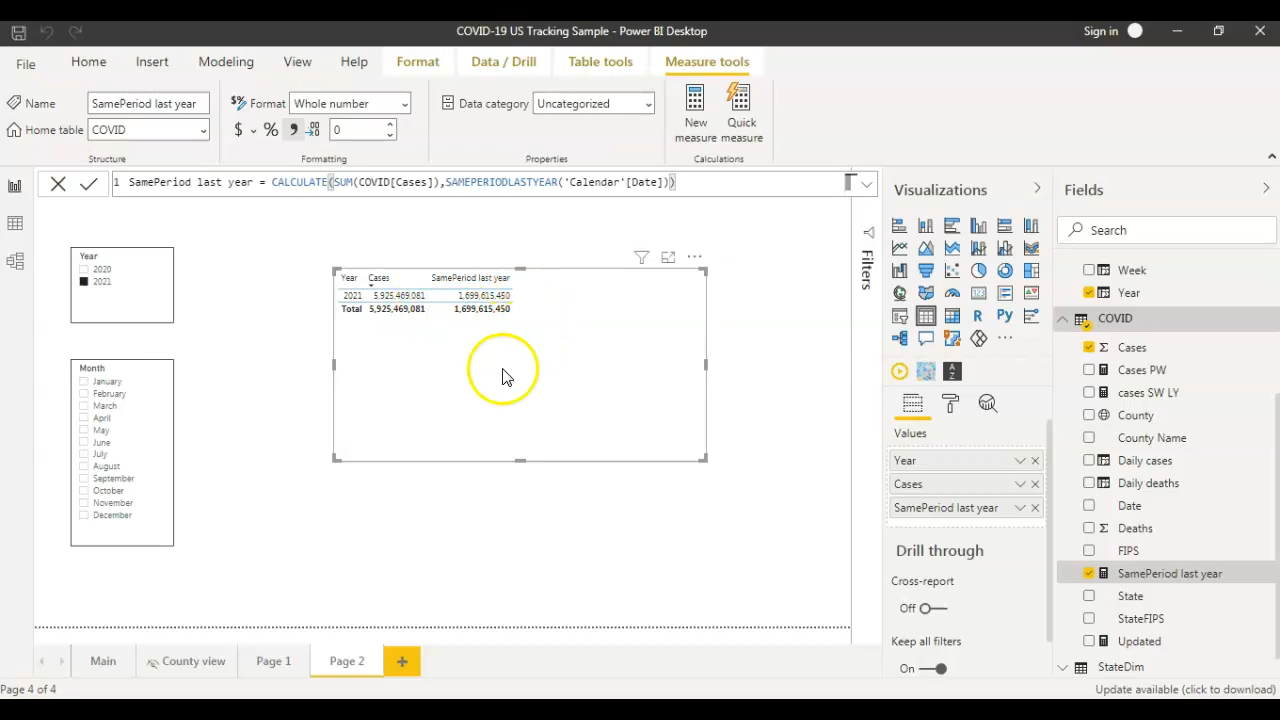 COVID-19 US Tracking Sample - Power BI Desktop
Sign in
File Home Insert Modeling View Help Format Data / Drill Table tools Measure tools
Name SamePeriod last year
Home table COVID
Structure
Format Whole number
$ % 9 0
Formatting
Data category Uncategorized
Properties
New measure
Quick measure
Calculations
1 SamePeriod last year = CALCULATE(SUM(COVID[Cases]),SAMEPERIODLASTYEAR('Calendar'[Date]))
Year
2020
2021
Month
January
February
March
April
May
June
July
August
September
October
November
December
Year Cases SamePeriod last year
2021 5,925,469,081 1,699,615,450
Total 5,925,469,081 1,699,615,450
Filters
Visualizations
R Py
Values
Year
Cases
SamePeriod last year
Drill through
Cross-report
Off
Keep all filters
On
Fields
Search
Week
Year
COVID
Cases
Cases PW
cases SW LY
County
County Name
Daily cases
Daily deaths
Date
Deaths
FIPS
SamePeriod last year
State
StateFIPS
Updated
StateDim
Main County view Page 1 Page 2 +
Page 4 of 4
Update available (click to download)